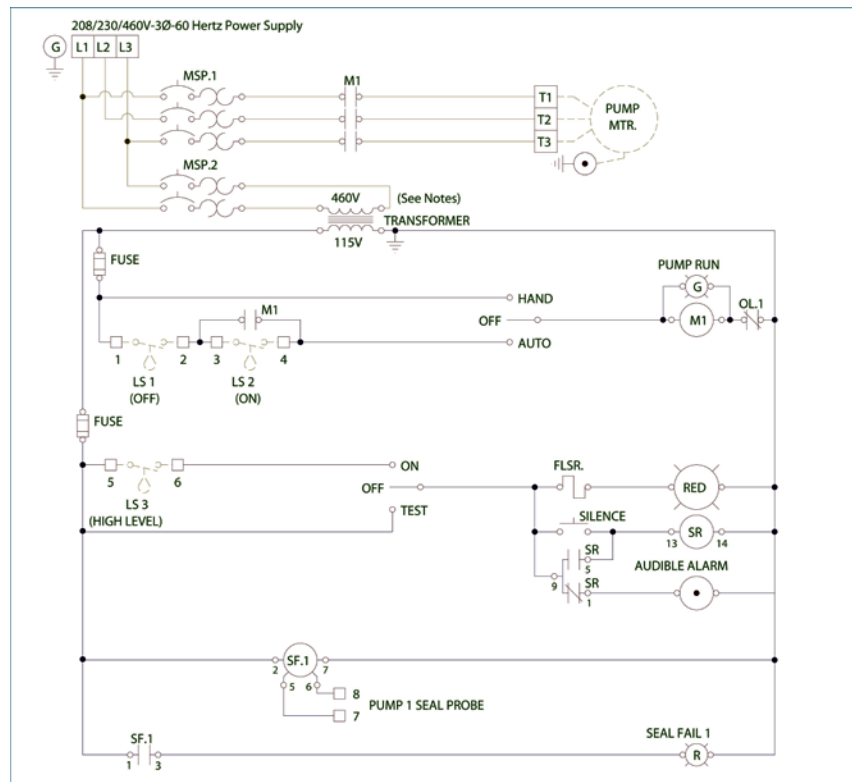 208/230/460V-3Ø-60 Hertz Power Supply
G L1 L2 L3
MSP.1
M1
T1
T2
T3
PUMP
MTR.
MSP.2
460V (See Notes)
TRANSFORMER
115V
FUSE
PUMP RUN
G
HAND
M1
OFF
M1
OL.1
AUTO
1 2 3 4
LS 1
(OFF)
LS 2
(ON)
FUSE
ON
5 6
OFF
LS 3
(HIGH LEVEL)
TEST
FLSR.
RED
SILENCE
13 SR 14
SR
5
9
SR
1
AUDIBLE ALARM
2 SF.1 7
5 6
8
7
PUMP 1 SEAL PROBE
SF.1
1 3
SEAL FAIL 1
R